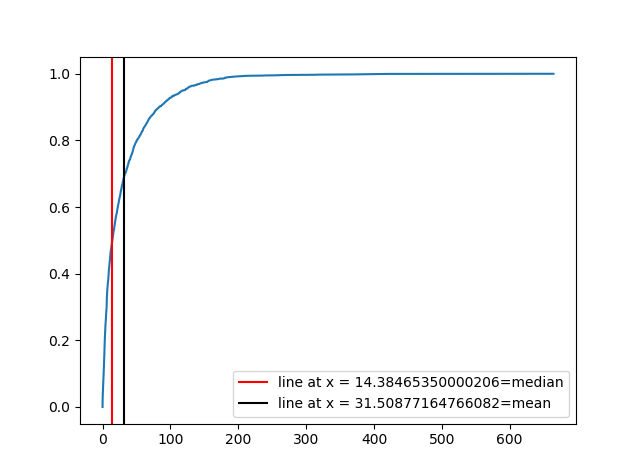 1.0
0.8
0.6
0.4
0.2
0.0
line at x = 14.38465350000206=median
line at x = 31.50877164766082=mean
0 100 200 300 400 500 600